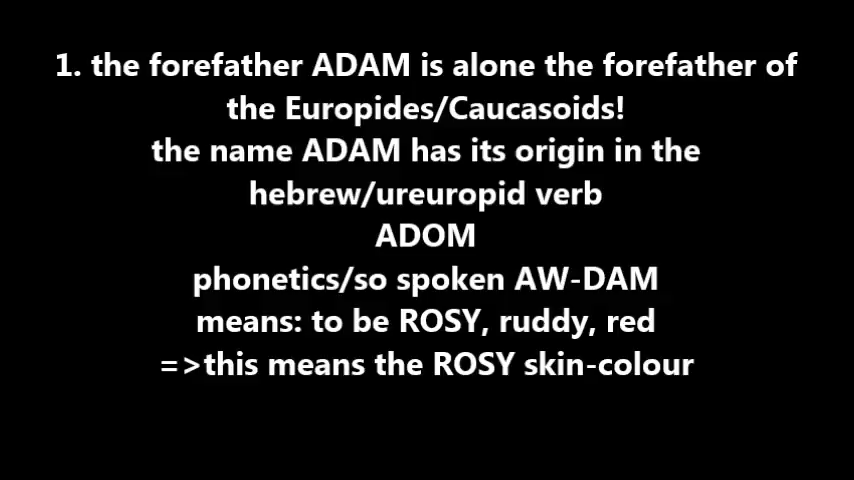 1. the forefather ADAM is alone the forefather of
the Europides/Caucasoids!
the name ADAM has its origin in the
hebrew/ureuropid verb
ADOM
phonetics/so spoken AW-DAM
means: to be ROSY, ruddy, red
=>this means the ROSY skin-colour